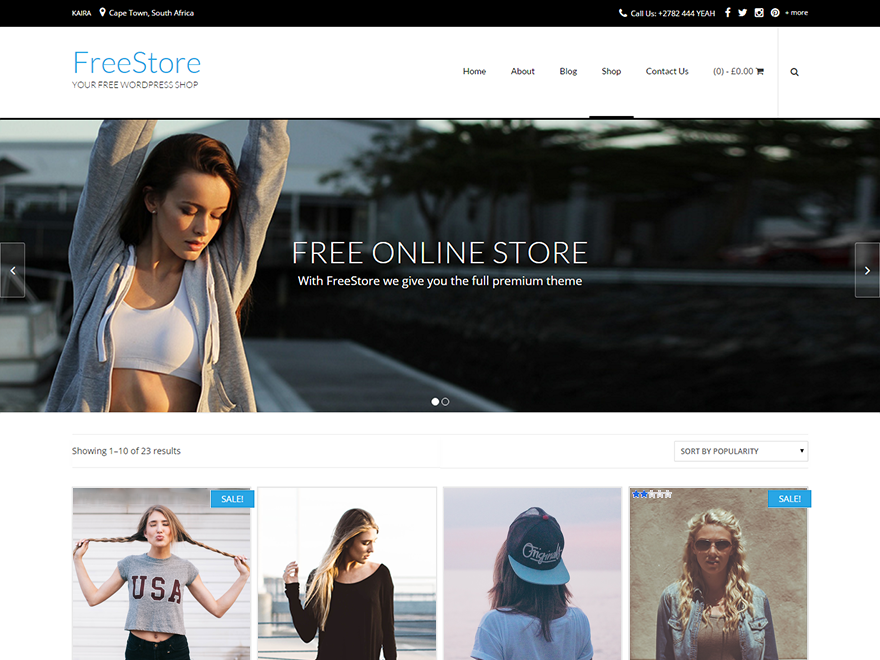 KAIRA Cape Town, South Africa
Call Us: +2782 444 YEAH + more
FreeStore
YOUR FREE WORDPRESS SHOP
Home About Blog Shop Contact Us (0) - £0.00
FREE ONLINE STORE
With FreeStore we give you the full premium theme
Showing 1–10 of 23 results
SORT BY POPULARITY
SALE!
SALE!
USA
Originals